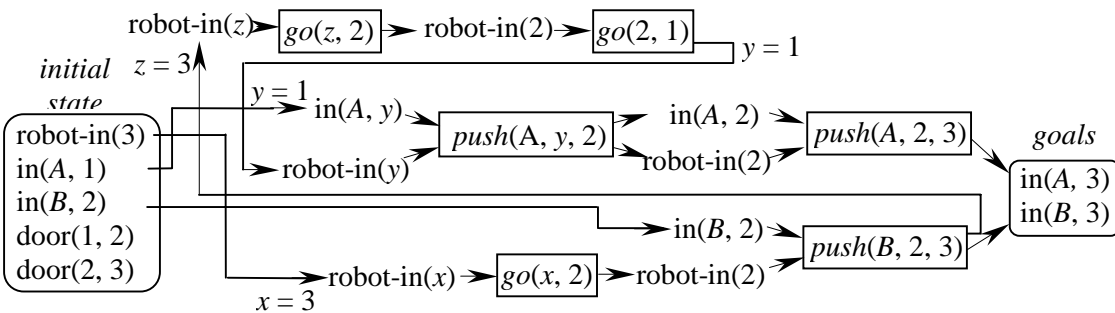 robot-in(z) go(z, 2) robot-in(2) go(2, 1) y = 1
initial state
z = 3
y = 1
in(A, y) push(A, y, 2) in(A, 2) push(A, 2, 3) goals
robot-in(3)
in(A, 1)
in(B, 2)
door(1, 2)
door(2, 3)
robot-in(y) robot-in(2)
in(A, 3)
in(B, 3)
in(B, 2) push(B, 2, 3)
robot-in(x) go(x, 2) robot-in(2)
x = 3